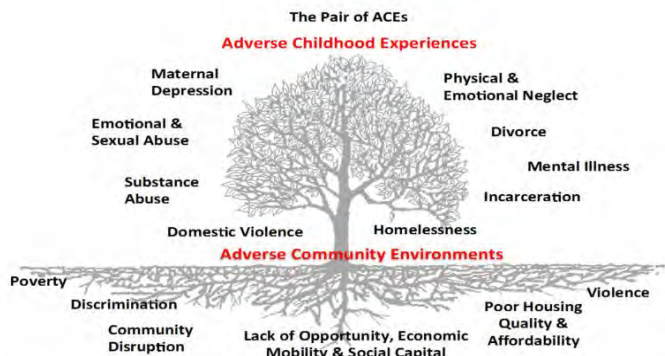 The Pair of ACEs
Adverse Childhood Experiences
Maternal
Depression
Physical &
Emotional Neglect
Emotional &
Sexual Abuse
Divorce
Mental Illness
Substance
Abuse
Incarceration
Domestic Violence
Homelessness
Adverse Community Environments
Poverty
Violence
Discrimination
Poor Housing
Quality &
Affordability
Community
Disruption
Lack of Opportunity, Economic
Mobility & Social Capital